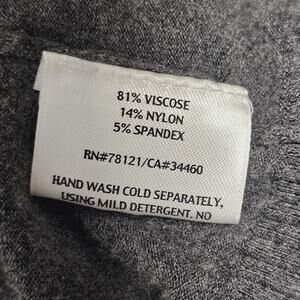 81% VISCOSE
14% NYLON
5% SPANDEX
RN#78121/CA#34460
HAND WASH COLD SEPARATELY,
USING MILD DETERGENT. NO